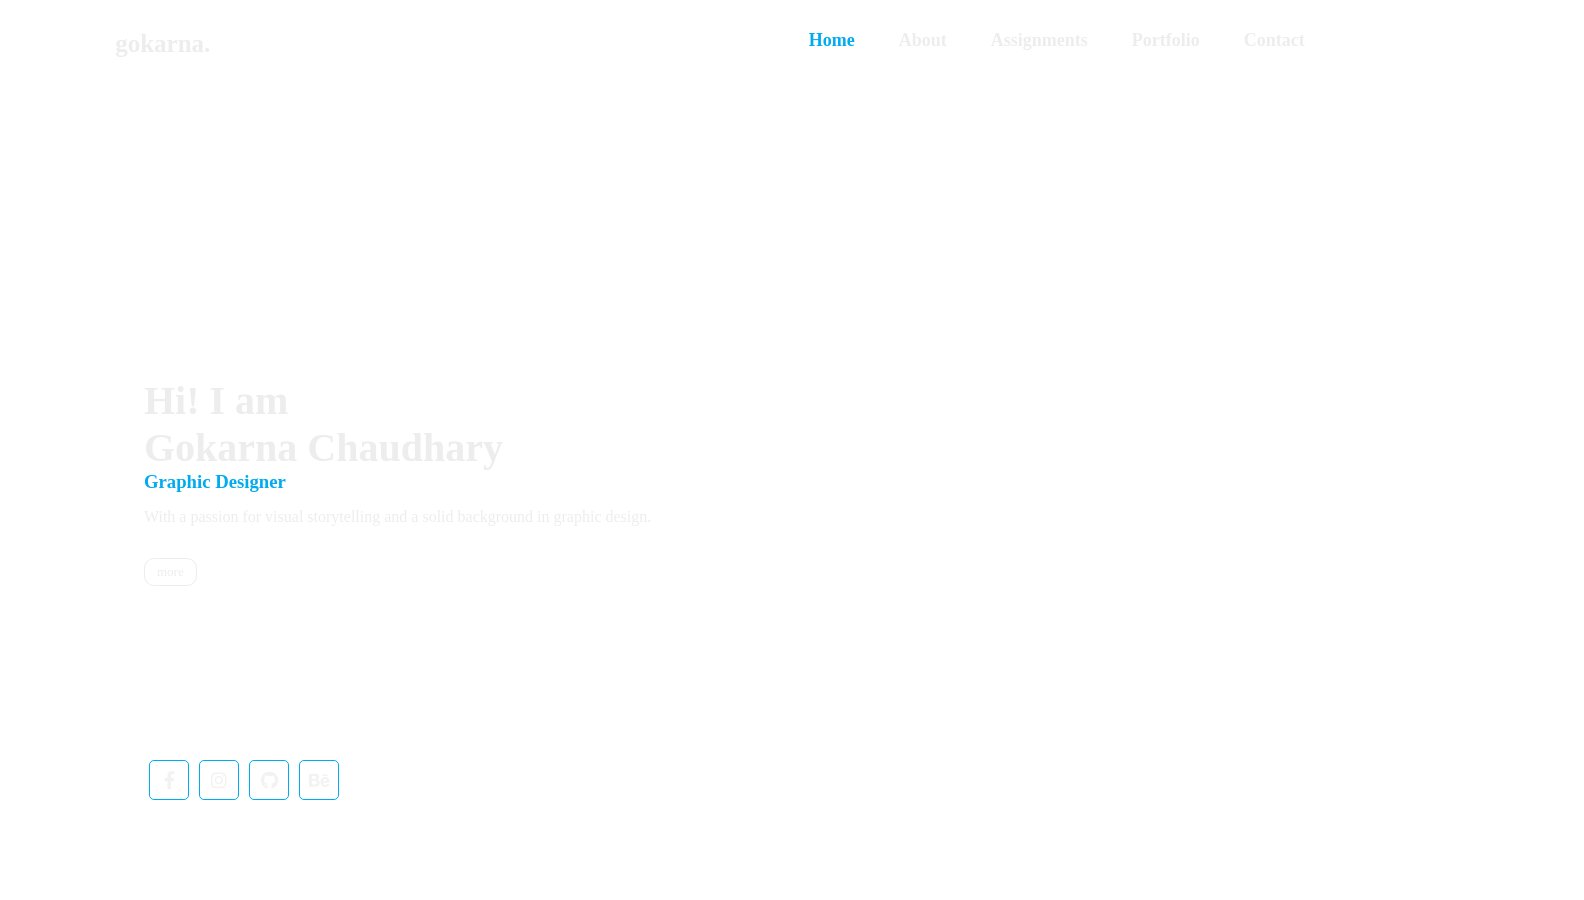 gokarna.
Home About Assignments Portfolio Contact
Hi! I am
Gokarna Chaudhary
Graphic Designer
With a passion for visual storytelling and a solid background in graphic design.
more
Bē